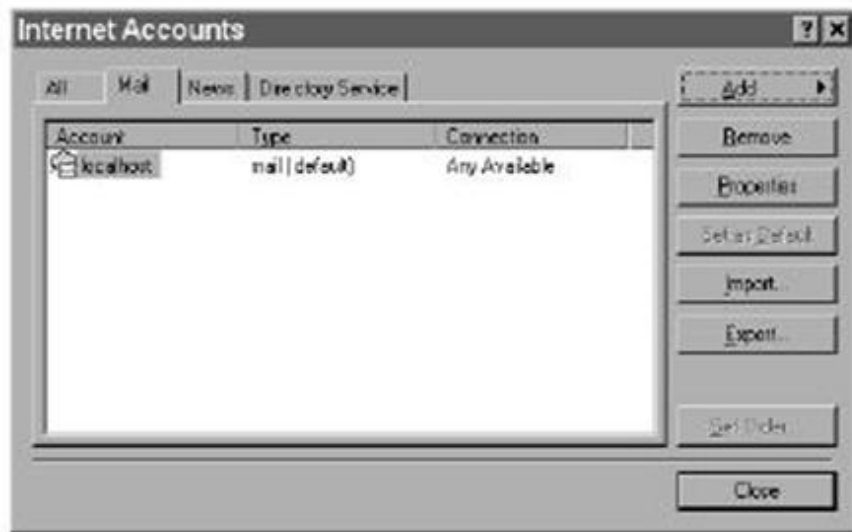 Internet Accounts
All Mail News Directory Service
Account Type Connection
localhost mail (default) Any Available
Add
Remove
Properties
Set as Default
Import...
Export...
Set Order...
Close